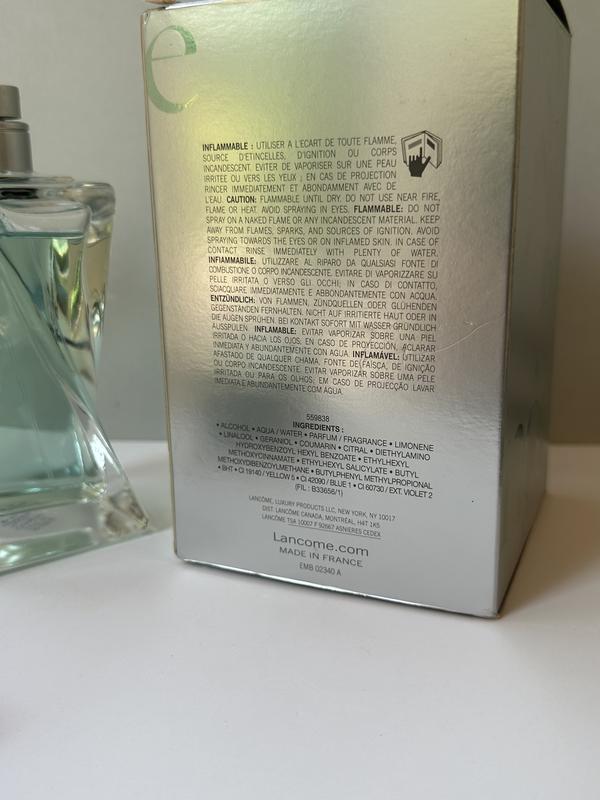 e
INFLAMMABLE : UTILISER A L'ECART DE TOUTE FLAMME,
SOURCE D'ETINCELLES, D'IGNITION OU CORPS
INCANDESCENT. EVITER DE VAPORISER SUR UNE PEAU
IRRITEE OU VERS LES YEUX ; EN CAS DE PROJECTION
RINCER IMMEDIATEMENT ET ABONDAMMENT AVEC DE
L'EAU. CAUTION: FLAMMABLE UNTIL DRY. DO NOT USE NEAR FIRE,
FLAME OR HEAT. AVOID SPRAYING IN EYES. FLAMMABLE: DO NOT
SPRAY ON A NAKED FLAME OR ANY INCANDESCENT MATERIAL. KEEP
AWAY FROM FLAMES, SPARKS, AND SOURCES OF IGNITION. AVOID
SPRAYING TOWARDS THE EYES OR ON INFLAMED SKIN. IN CASE OF
CONTACT RINSE IMMEDIATELY WITH PLENTY OF WATER.
INFIAMMABILE: UTILIZZARE AL RIPARO DA QUALSIASI FONTE DI
COMBUSTIONE O CORPO INCANDESCENTE. EVITARE DI VAPORIZZARE SU
PELLE IRRITATA O VERSO GLI OCCHI; IN CASO DI CONTATTO,
SCIACQUARE IMMEDIATAMENTE E ABBONDANTEMENTE CON ACQUA.
ENTZÜNDLICH: VON FLAMMEN, ZÜNDQUELLEN ODER GLÜHENDEN
GEGENSTÄNDEN FERNHALTEN. NICHT AUF IRRITIERTE HAUT ODER IN
DIE AUGEN SPRÜHEN. BEI KONTAKT SOFORT MIT WASSER GRÜNDLICH
AUSSPÜLEN. INFLAMABLE: EVITAR VAPORIZAR SOBRE UNA PIEL
IRRITADA O HACIA LOS OJOS. EN CASO DE PROYECCIÓN, ACLARAR
INMEDIATA Y ABUNDANTEMENTE CON AGUA. INFLAMÁVEL: UTILIZAR
AFASTADO DE QUALQUER CHAMA, FONTE DE FAÍSCA, DE IGNIÇÃO
OU CORPO INCANDESCENTE. EVITAR VAPORIZAR SOBRE UMA PELE
IRRITADA OU PARA OS OLHOS; EM CASO DE PROJECÇÃO LAVAR
IMEDIATA E ABUNDANTEMENTE COM ÁGUA.
559838
INGREDIENTS :
• ALCOHOL • AQUA / WATER • PARFUM / FRAGRANCE • LIMONENE
• LINALOOL • GERANIOL • COUMARIN • CITRAL • DIETHYLAMINO
HYDROXYBENZOYL HEXYL BENZOATE • ETHYLHEXYL
METHOXYCINNAMATE • ETHYLHEXYL SALICYLATE • BUTYL
METHOXYDIBENZOYLMETHANE • BUTYLPHENYL METHYLPROPIONAL
• BHT • CI 19140 / YELLOW 5 • CI 42090 / BLUE 1 • CI 60730 / EXT. VIOLET 2
(FIL : B33656/1)
LANCÔME, LUXURY PRODUCTS LLC, NEW YORK, NY 10017
DIST. LANCÔME CANADA, MONTRÉAL, H4T 1K5
LANCÔME TSA 10007 F 92667 ASNIERES CEDEX
Lancome.com
MADE IN FRANCE
EMB 02340 A